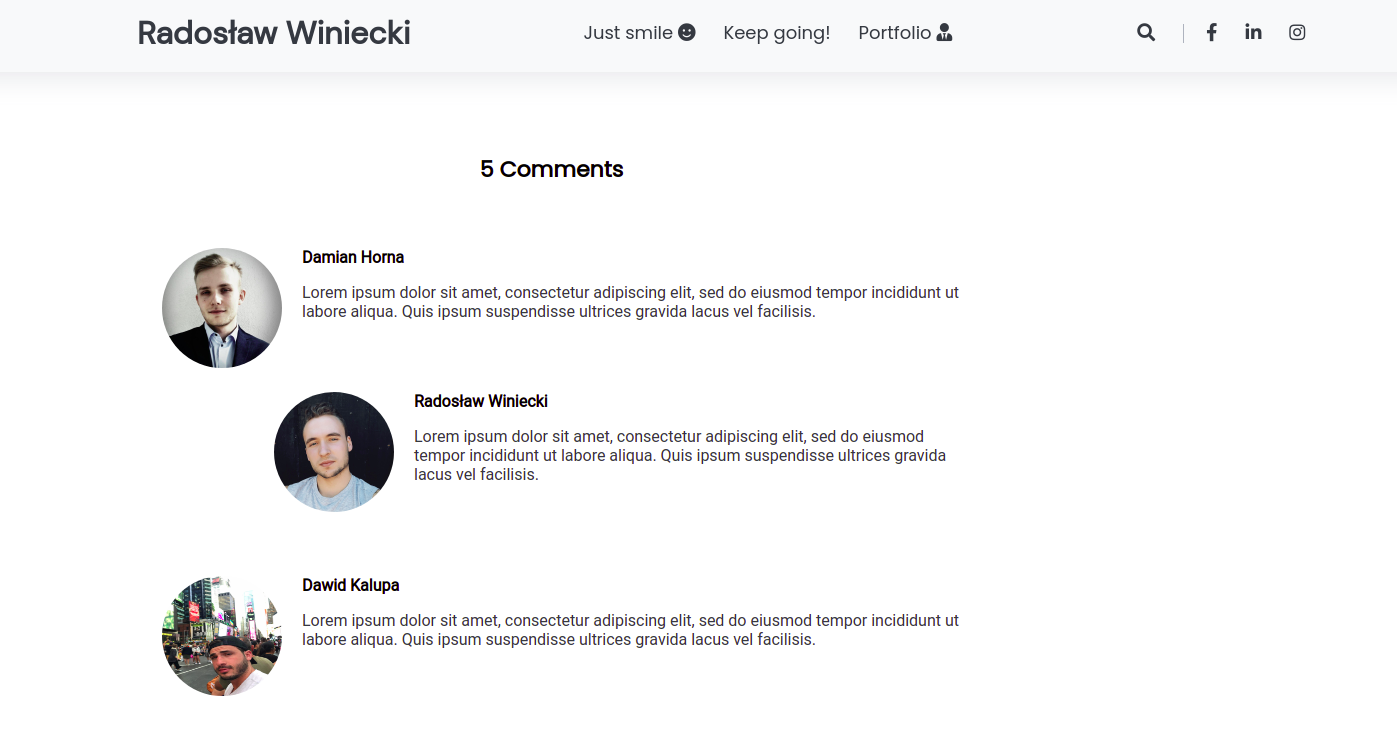 Radosław Winiecki
Just smile Keep going! Portfolio
5 Comments
Damian Horna
Lorem ipsum dolor sit amet, consectetur adipiscing elit, sed do eiusmod tempor incididunt ut
labore aliqua. Quis ipsum suspendisse ultrices gravida lacus vel facilisis.
Radosław Winiecki
Lorem ipsum dolor sit amet, consectetur adipiscing elit, sed do eiusmod
tempor incididunt ut labore aliqua. Quis ipsum suspendisse ultrices gravida
lacus vel facilisis.
Dawid Kalupa
Lorem ipsum dolor sit amet, consectetur adipiscing elit, sed do eiusmod tempor incididunt ut
labore aliqua. Quis ipsum suspendisse ultrices gravida lacus vel facilisis.